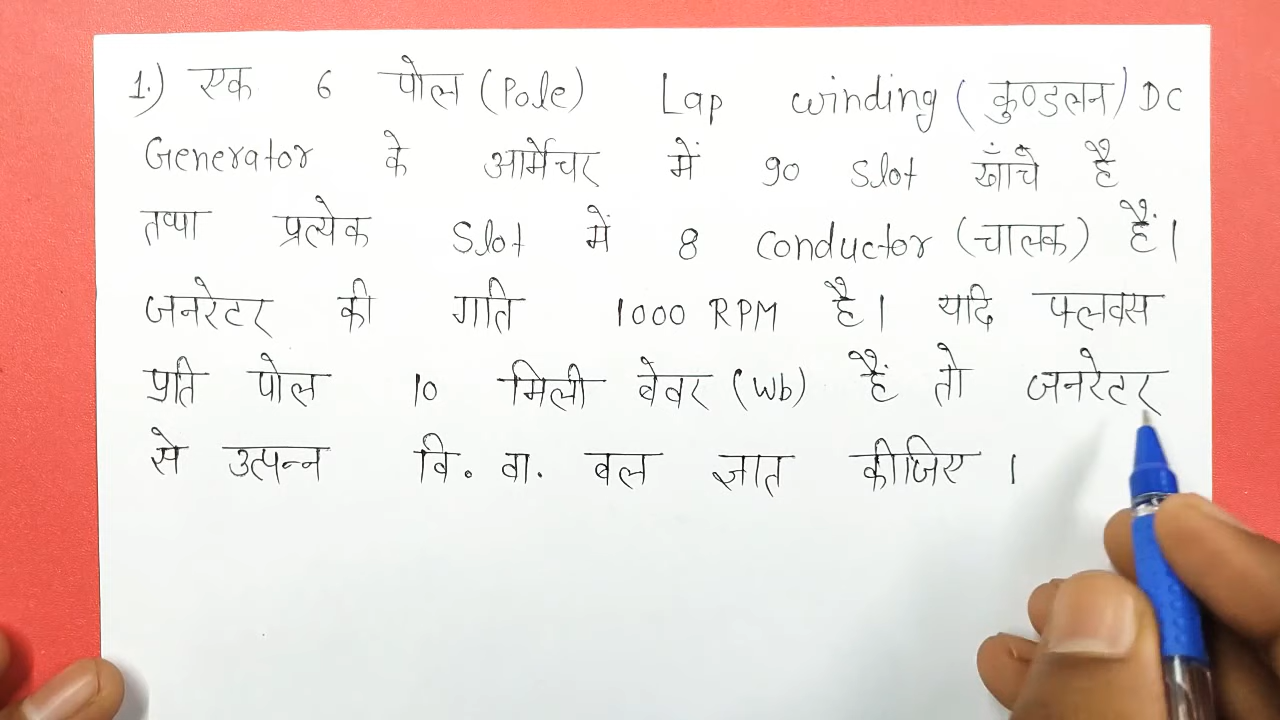 1.) एक 6 पोल (Pole) Lap winding (कुण्डलन) DC
Generator के आर्मेचर में 90 Slot खाँचे है
तथा प्रत्येक Slot में 8 Conductor (चालक) हैं।
जनरेटर की गति 1000 RPM है। यदि फ्लक्स
प्रति पोल 10 मिली वेबर (Wb) हैं तो जनरेटर
से उत्पन्न वि. वा. बल ज्ञात कीजिए ।